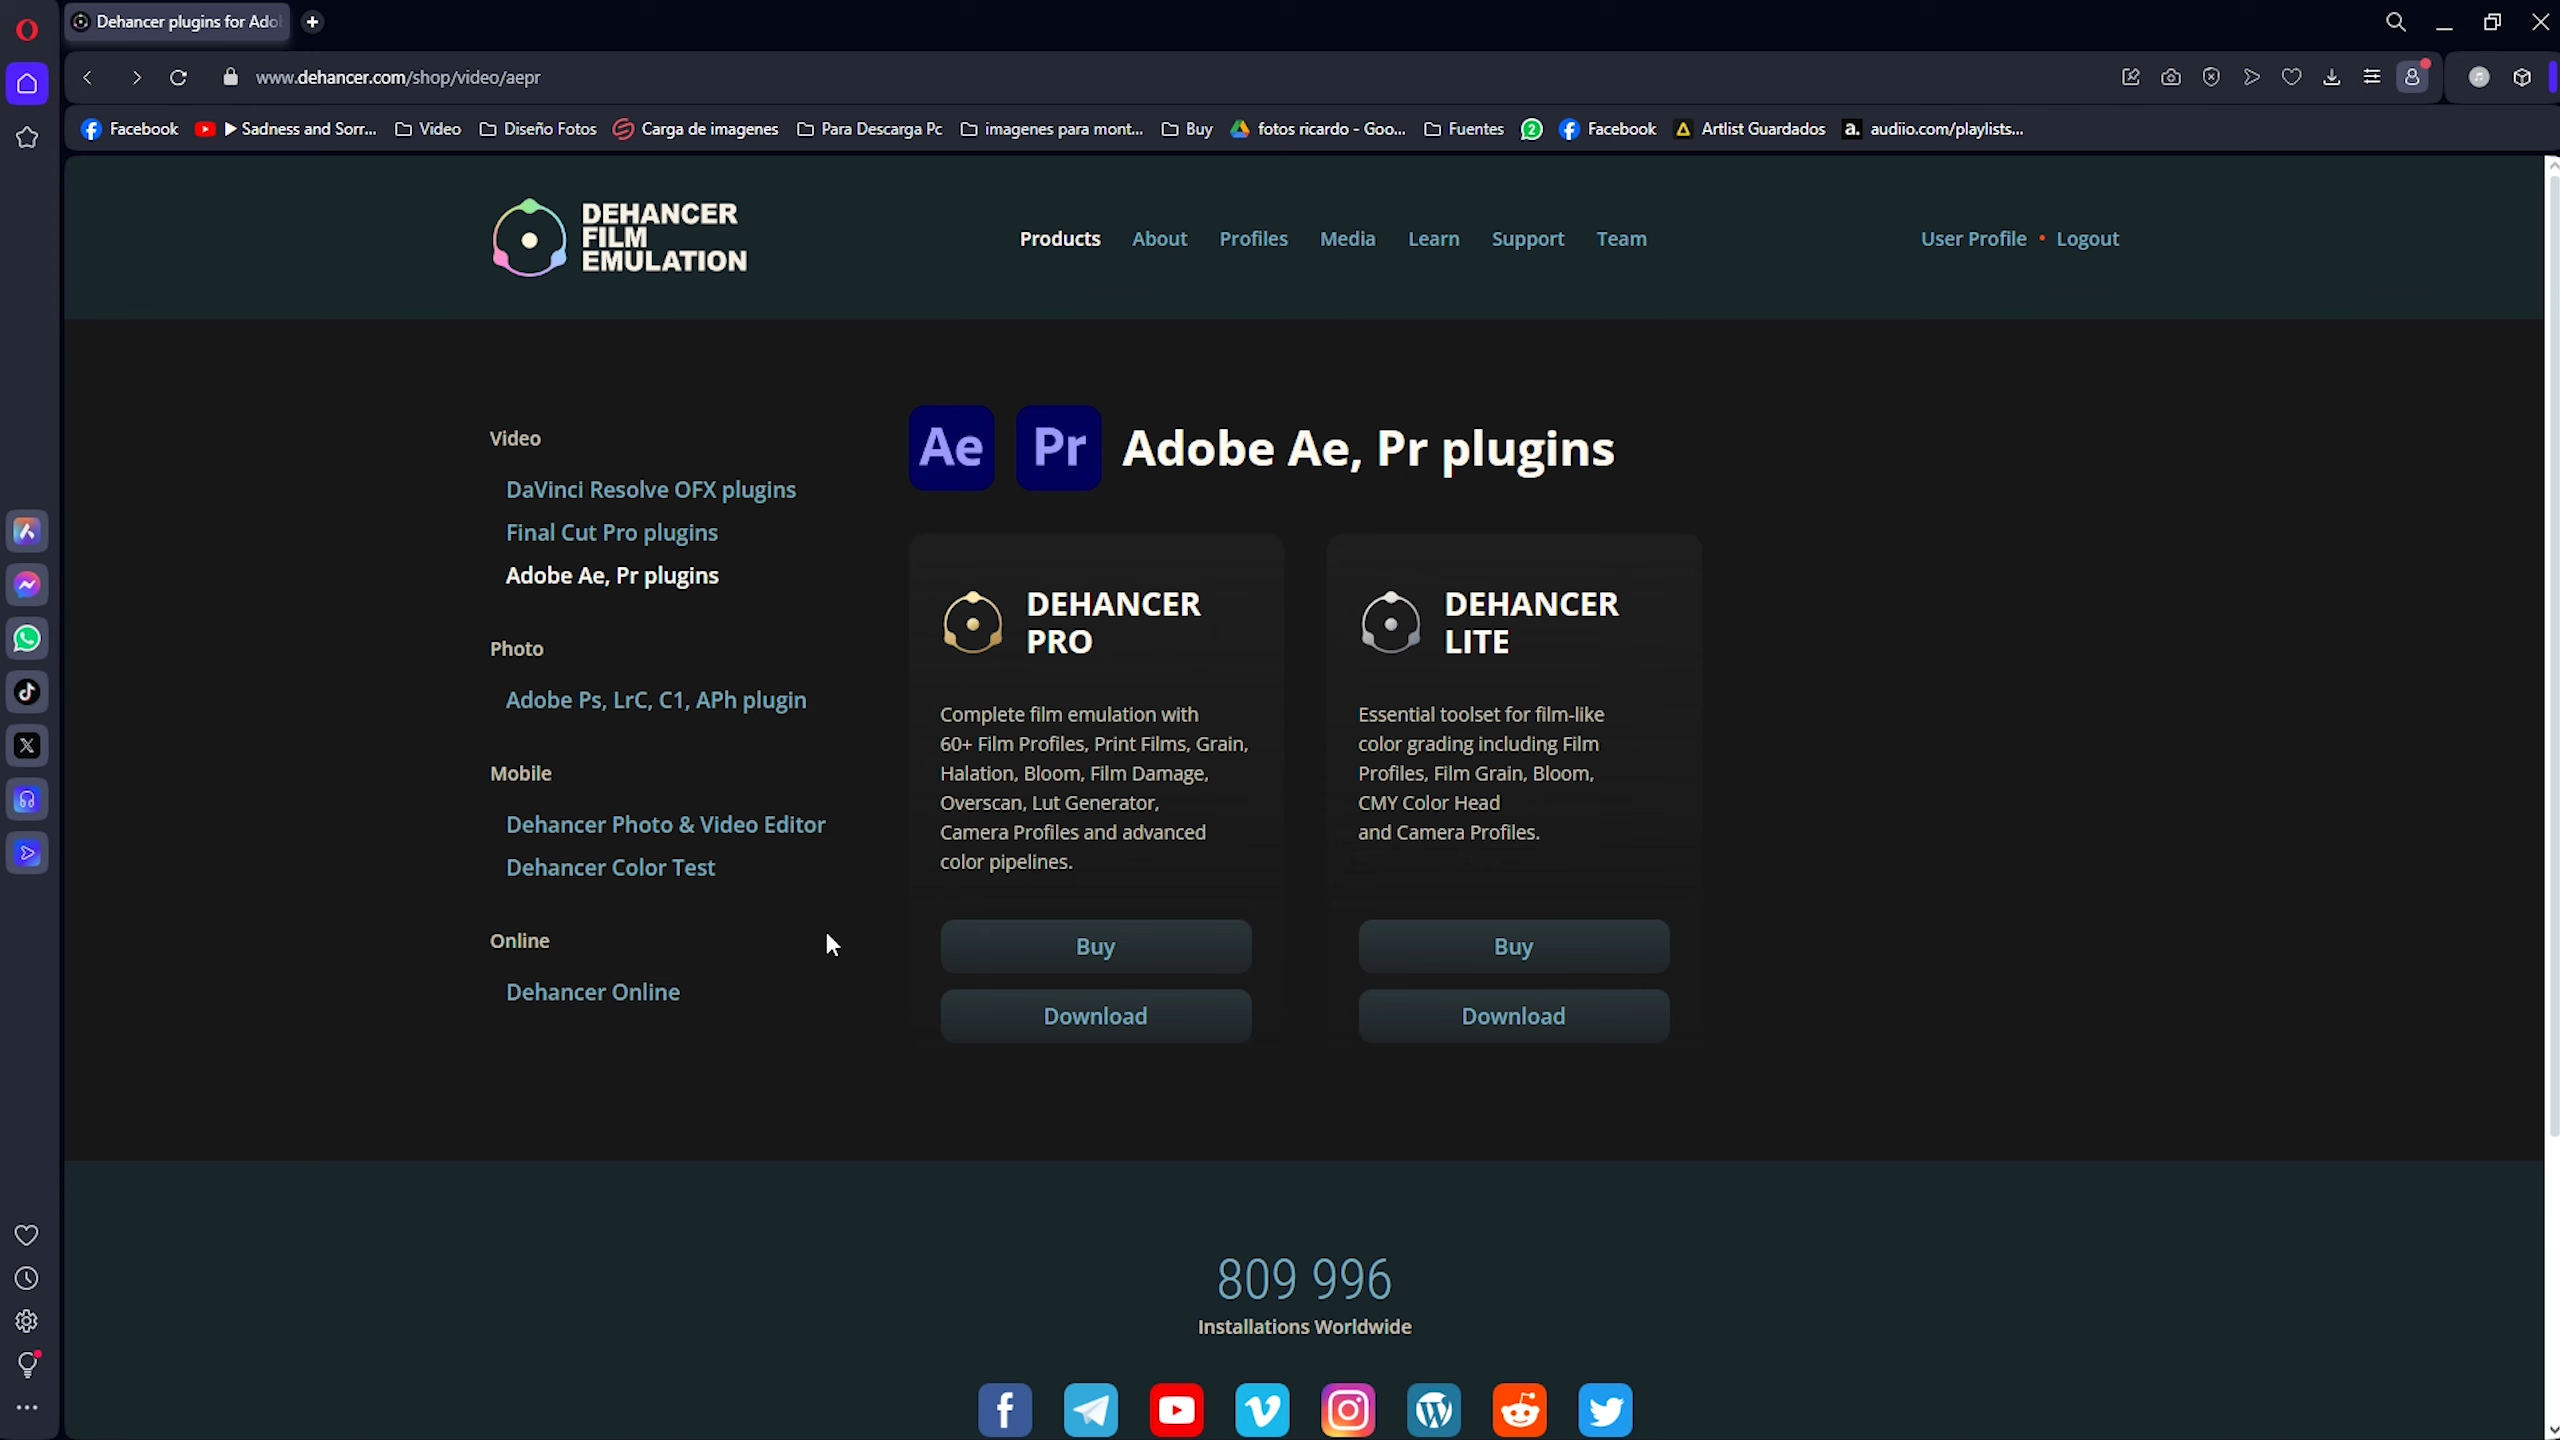 Dehancer plugins for Ado
www.dehancer.com/shop/video/aepr
Facebook
▶ Sadness and Sorr...
Video
Diseño Fotos
Carga de imagenes
Para Descarga Pc
imagenes para mont...
Buy
fotos ricardo - Goo...
Fuentes
2
Facebook
Artlist Guardados
a. audiio.com/playlists...
DEHANCER
FILM
EMULATION
Products
About
Profiles
Media
Learn
Support
Team
User Profile • Logout
Video
DaVinci Resolve OFX plugins
Final Cut Pro plugins
Adobe Ae, Pr plugins
Photo
Adobe Ps, LrC, C1, APh plugin
Mobile
Dehancer Photo & Video Editor
Dehancer Color Test
Online
Dehancer Online
Ae Pr Adobe Ae, Pr plugins
DEHANCER
PRO
Complete film emulation with
60+ Film Profiles, Print Films, Grain,
Halation, Bloom, Film Damage,
Overscan, Lut Generator,
Camera Profiles and advanced
color pipelines.
Buy
Download
DEHANCER
LITE
Essential toolset for film-like
color grading including Film
Profiles, Film Grain, Bloom,
CMY Color Head
and Camera Profiles.
Buy
Download
809 996
Installations Worldwide